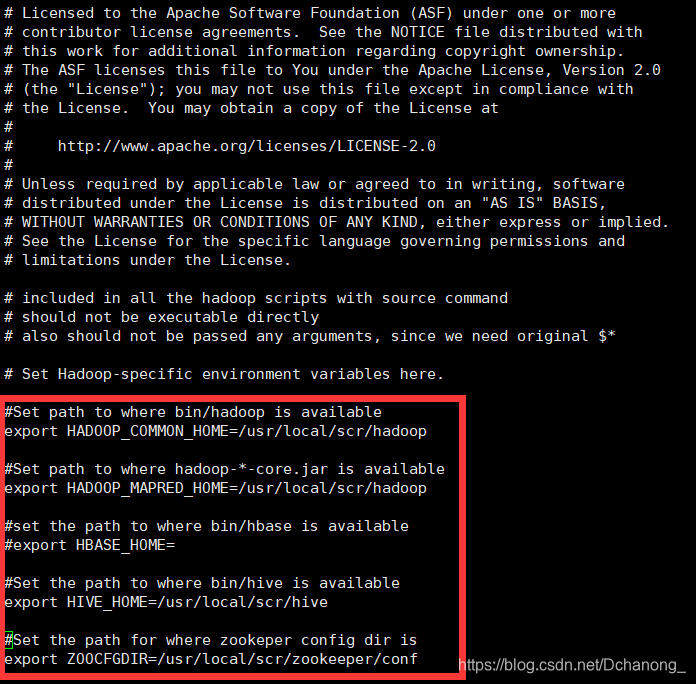 # Licensed to the Apache Software Foundation (ASF) under one or more
# contributor license agreements.  See the NOTICE file distributed with
# this work for additional information regarding copyright ownership.
# The ASF licenses this file to You under the Apache License, Version 2.0
# (the "License"); you may not use this file except in compliance with
# the License.  You may obtain a copy of the License at
#
#     http://www.apache.org/licenses/LICENSE-2.0
#
# Unless required by applicable law or agreed to in writing, software
# distributed under the License is distributed on an "AS IS" BASIS,
# WITHOUT WARRANTIES OR CONDITIONS OF ANY KIND, either express or implied.
# See the License for the specific language governing permissions and
# limitations under the License.
# included in all the hadoop scripts with source command
# should not be executable directly
# also should not be passed any arguments, since we need original $*
# Set Hadoop-specific environment variables here.
#Set path to where bin/hadoop is available
export HADOOP_COMMON_HOME=/usr/local/scr/hadoop
#Set path to where hadoop-*-core.jar is available
export HADOOP_MAPRED_HOME=/usr/local/scr/hadoop
#set the path to where bin/hbase is available
#export HBASE_HOME=
#Set the path to where bin/hive is available
export HIVE_HOME=/usr/local/scr/hive
#Set the path for where zookeper config dir is
export ZOOCFGDIR=/usr/local/scr/zookeeper/conf
https://blog.csdn.net/Dchanong_